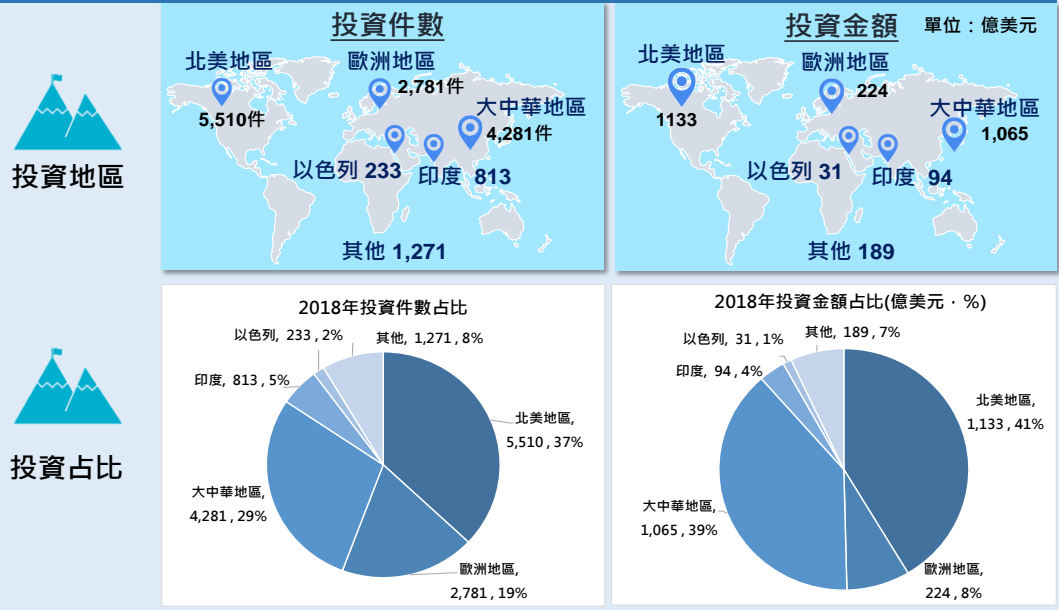 投資件數
北美地區
5,510件
歐洲地區
2,781件
大中華地區
4,281件
以色列 233
印度 813
其他 1,271
投資金額
單位：億美元
北美地區
1133
歐洲地區
224
大中華地區
1,065
以色列 31
印度 94
其他 189
投資地區
2018年投資件數占比
以色列, 233 , 2%
其他, 1,271 , 8%
印度, 813 , 5%
北美地區,
5,510 , 37%
大中華地區,
4,281 , 29%
歐洲地區,
2,781 , 19%
2018年投資金額占比(億美元，%)
以色列, 31 , 1%
其他, 189 , 7%
印度, 94 , 4%
北美地區,
1,133 , 41%
大中華地區,
1,065 , 39%
歐洲地區,
224 , 8%
投資占比